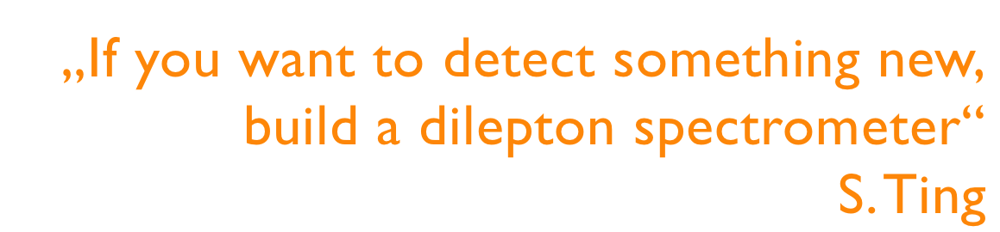 „If you want to detect something new,
build a dilepton spectrometer“
S. Ting